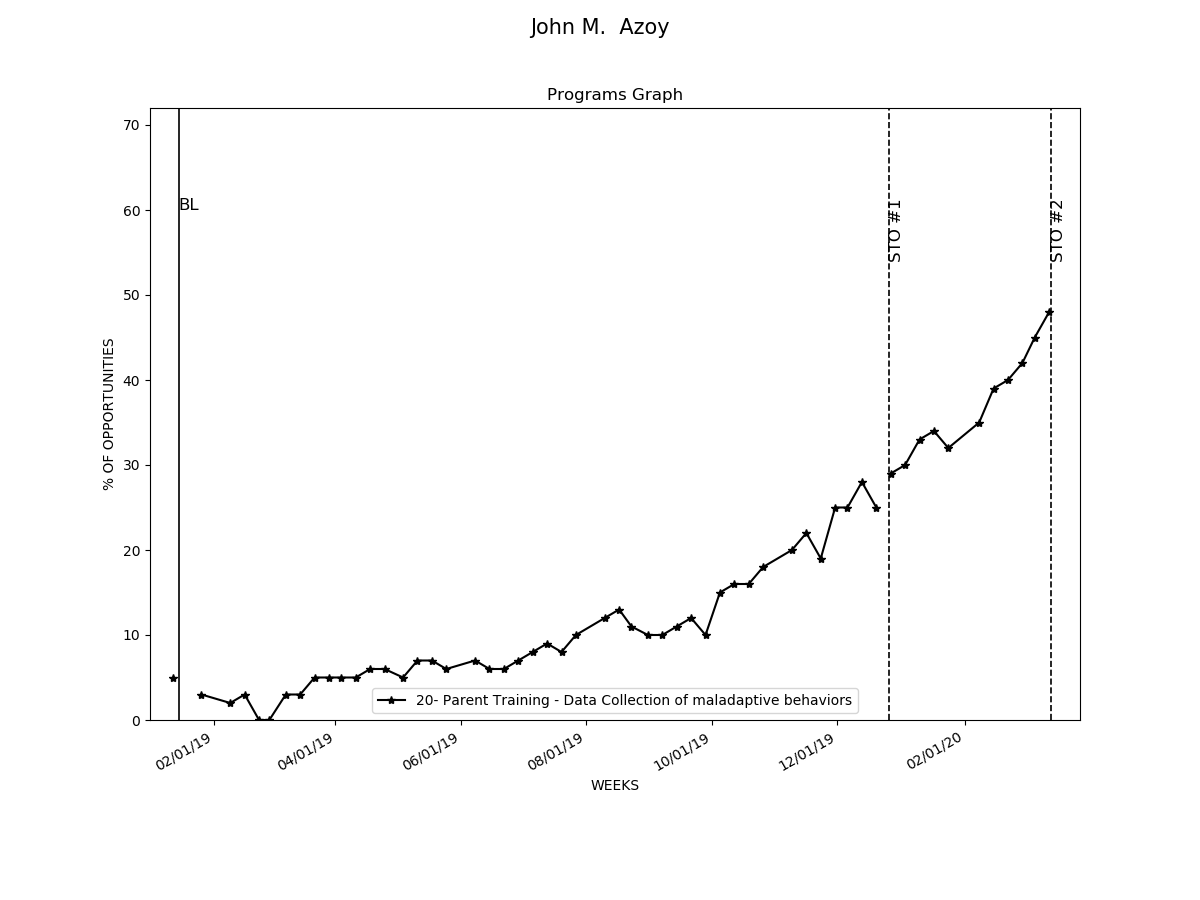 John M.  Azoy
Programs Graph
70
60
50
40
30
20
10
0
% OF OPPORTUNITIES
BL
STO #1
STO #2
20- Parent Training - Data Collection of maladaptive behaviors
02/01/19
04/01/19
06/01/19
08/01/19
10/01/19
12/01/19
02/01/20
WEEKS